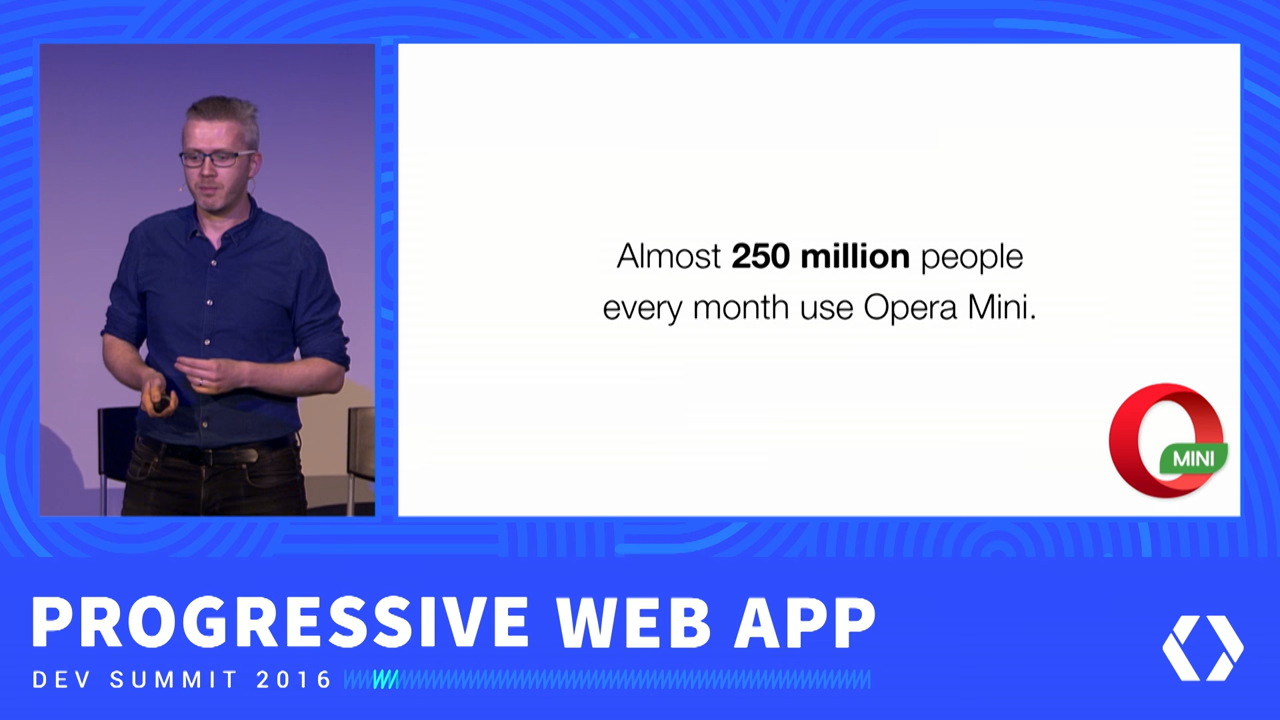 Almost 250 million people
every month use Opera Mini.
MINI
PROGRESSIVE WEB APP
DEV SUMMIT 2016